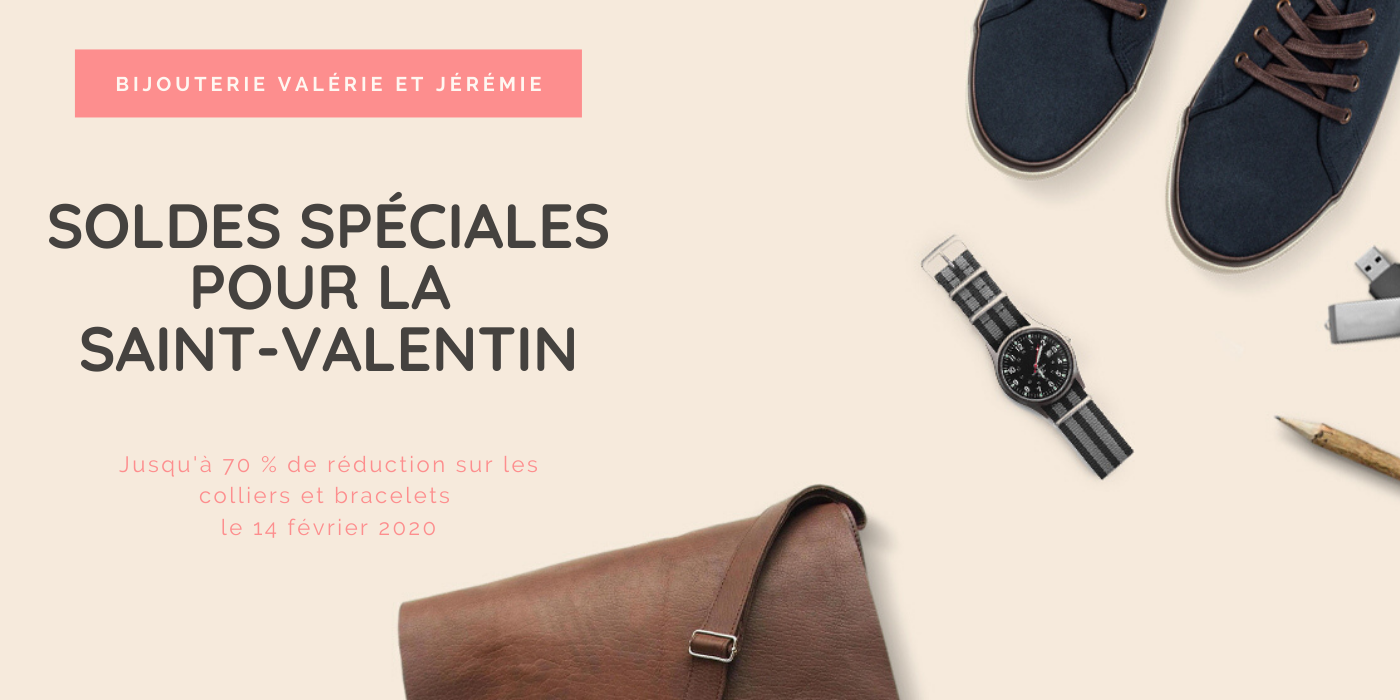 BIJOUTERIE VALÉRIE ET JÉRÉMIE
SOLDES SPÉCIALES
POUR LA
SAINT-VALENTIN
Jusqu'à 70 % de réduction sur les
colliers et bracelets
le 14 février 2020